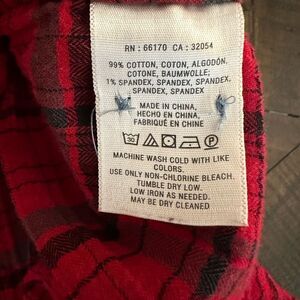 RN : 66170 CA : 32054
99% COTTON, COTON, ALGODÓN,
COTONE, BAUMWOLLE;
1% SPANDEX, SPANDEX, SPANDEX,
SPANDEX, SPANDEX
MADE IN CHINA,
HECHO EN CHINA,
FABRIQUÉ EN CHINE
30
MACHINE WASH COLD WITH LIKE
COLORS.
USE ONLY NON-CHLORINE BLEACH.
TUMBLE DRY LOW.
LOW IRON AS NEEDED.
MAY BE DRY CLEANED